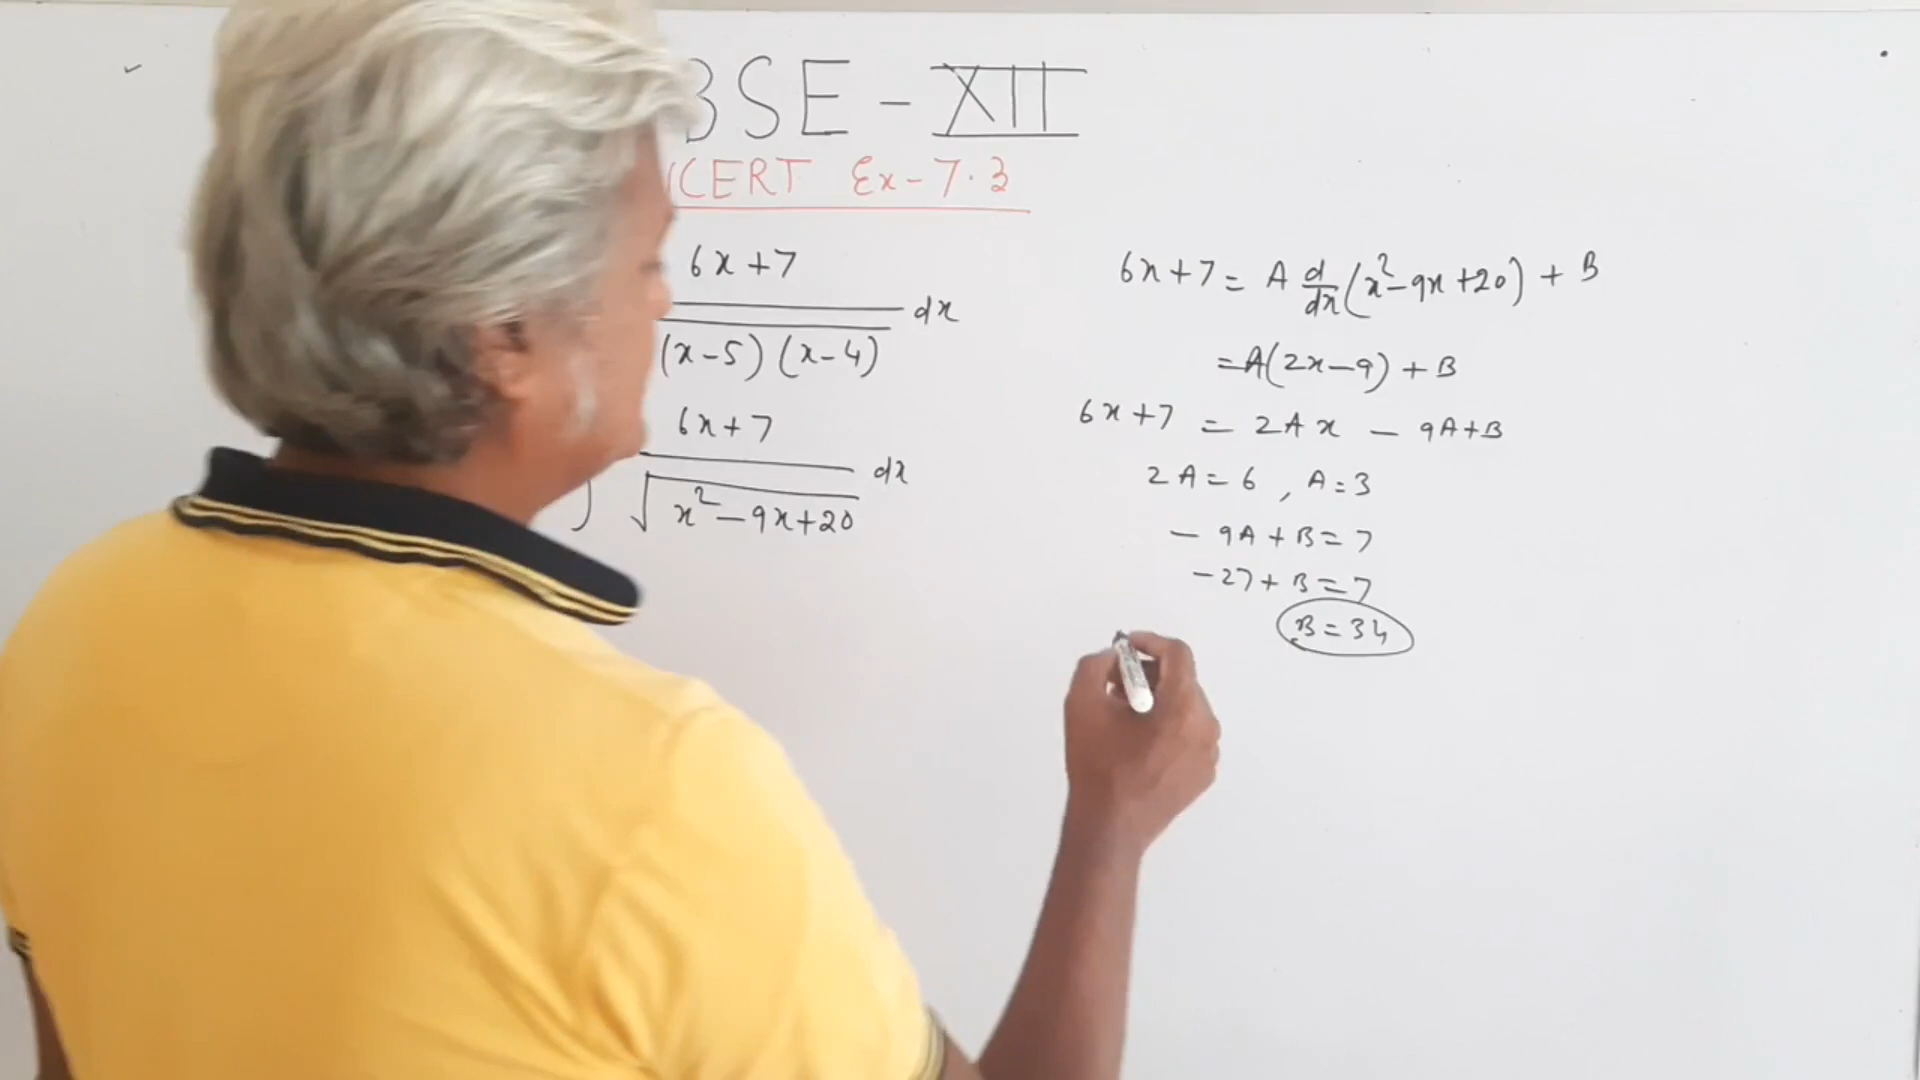 BSE - XII
NCERT Ex-7.3
6x+7
dx
(x-5) (x-4)
6x+7
dx
∫ √x²-9x+20
6x+7 = A d/dx (x²-9x+20) + B
=A(2x-9) + B
6x+7 = 2Ax - 9A+B
2A=6 , A=3
- 9A+B=7
-27+B=7
B=34